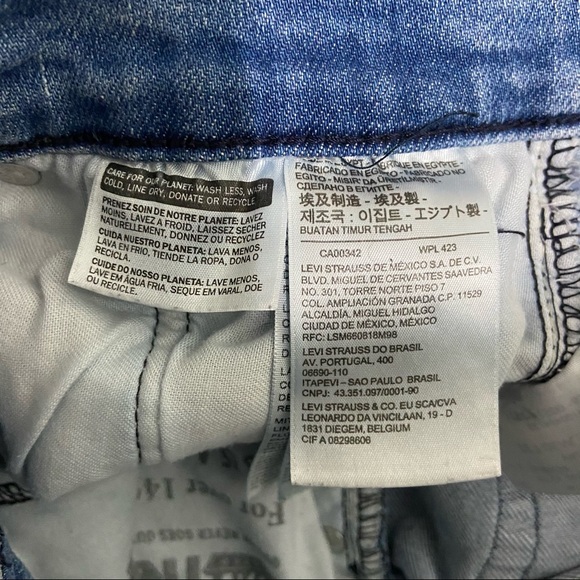 CARE FOR OUR PLANET: WASH LESS, WASH
COLD, LINE DRY, DONATE OR RECYCLE
PRENEZ SOIN DE NOTRE PLANETE: LAVEZ
MOINS, LAVEZ A FROID, LAISSEZ SECHER
NATURELLEMENT, DONNEZ OU RECYCLEZ
CUIDA NUESTRO PLANETA: LAVA MENOS,
LAVA EN FRIO, TIENDE LA ROPA, DONA O
RECICLA.
CUIDE DO NOSSO PLANETA: LAVE MENOS,
LAVE EM ÁGUA FRIA, SEQUE EM VARAL, DOE
OU RECICLE.
FABRICADO EN EGIPTO - FABRICADO NO
EGITO - MISIR'DA
СДЕЛАНО В ЕГИПТЕ -
埃及制造 - 埃及製 -
제조국 : 이집트 - エジプト製 -
BUATAN TIMUR TENGAH
CA00342 WPL 423
LEVI STRAUSS DE MÉXICO S.A. DE C.V.
BLVD. MIGUEL DE CERVANTES SAAVEDRA
NO. 301, TORRE NORTE PISO 7
COL. AMPLIACIÓN GRANADA C.P. 11529
ALCALDÍA, MIGUEL HIDALGO
CIUDAD DE MÉXICO, MÉXICO
RFC: LSM660818M98
LEVI STRAUSS DO BRASIL
AV. PORTUGAL, 400
06690-110
ITAPEVI – SAO PAULO BRASIL
CNPJ: 43.351.097/0001-90
LEVI STRAUSS & CO. EU SCA/CVA
LEONARDO DA VINCILAAN, 19 - D
1831 DIEGEM, BELGIUM
CIF A 08298606
For over 14
NEVER GOES OU